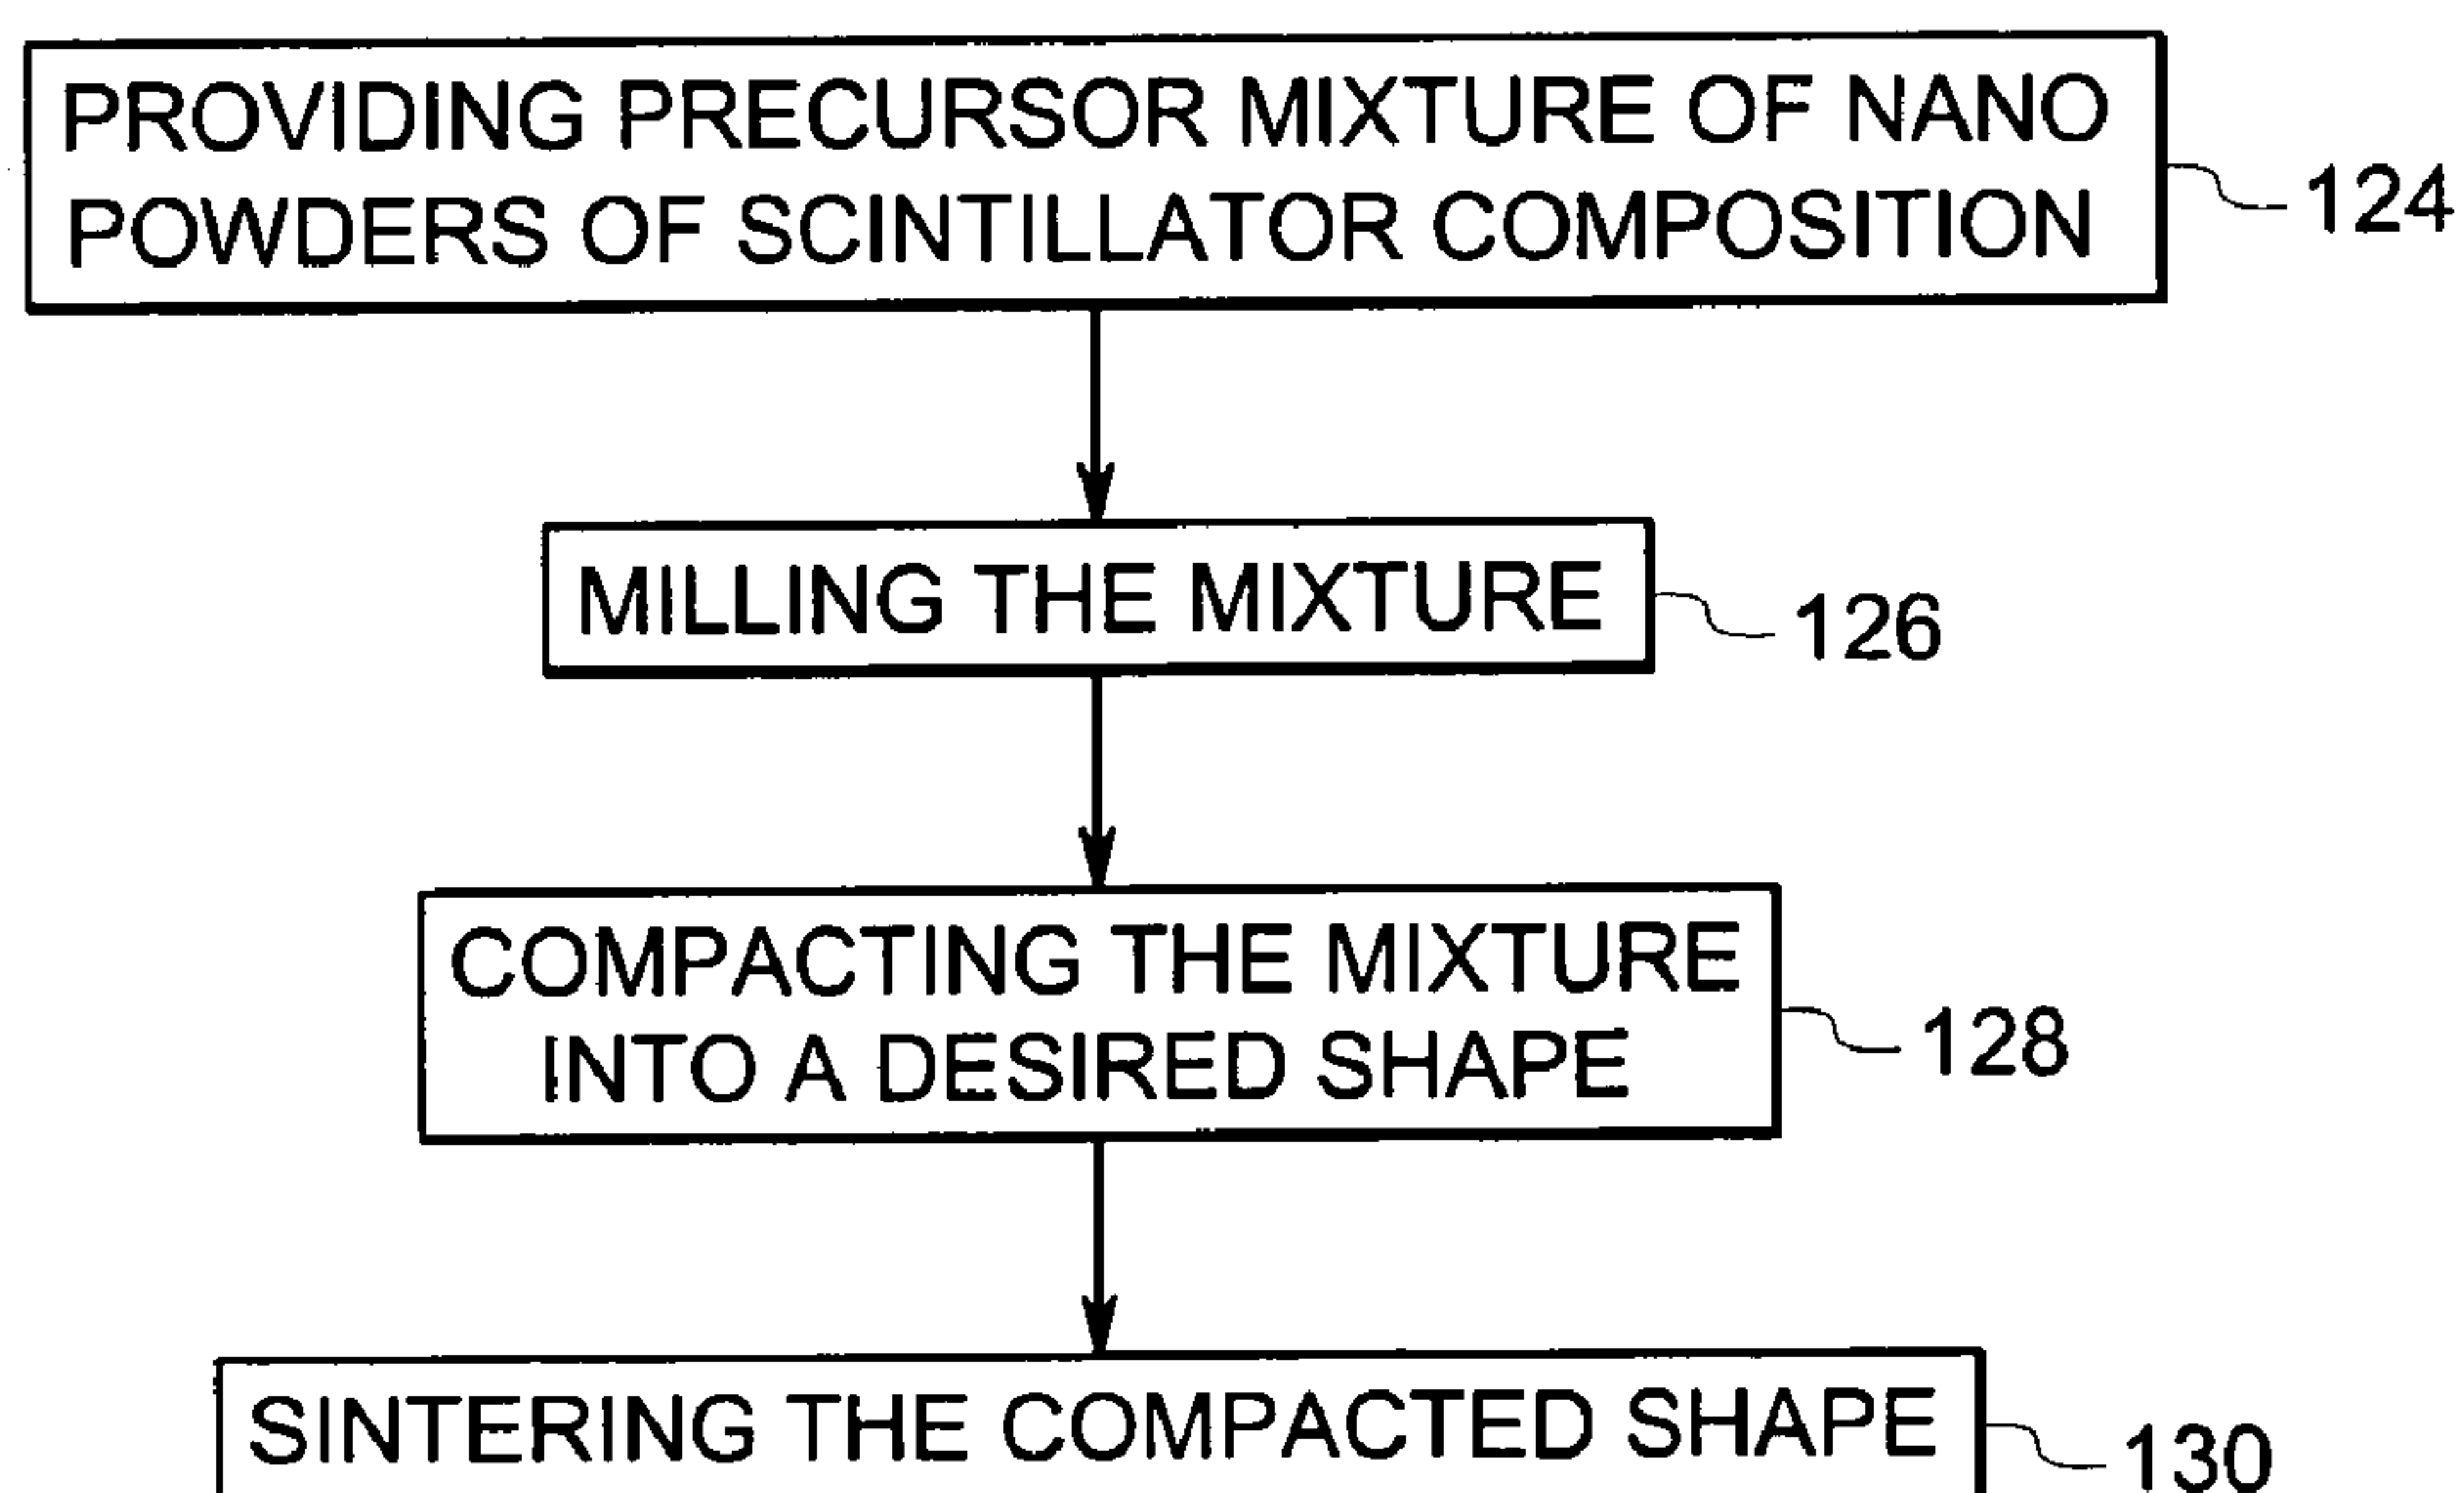 PROVIDING PRECURSOR MIXTURE OF NANO
POWDERS OF SCINTILLATOR COMPOSITION
124
MILLING THE MIXTURE
126
COMPACTING THE MIXTURE
INTO A DESIRED SHAPE
128
SINTERING THE COMPACTED SHAPE
130